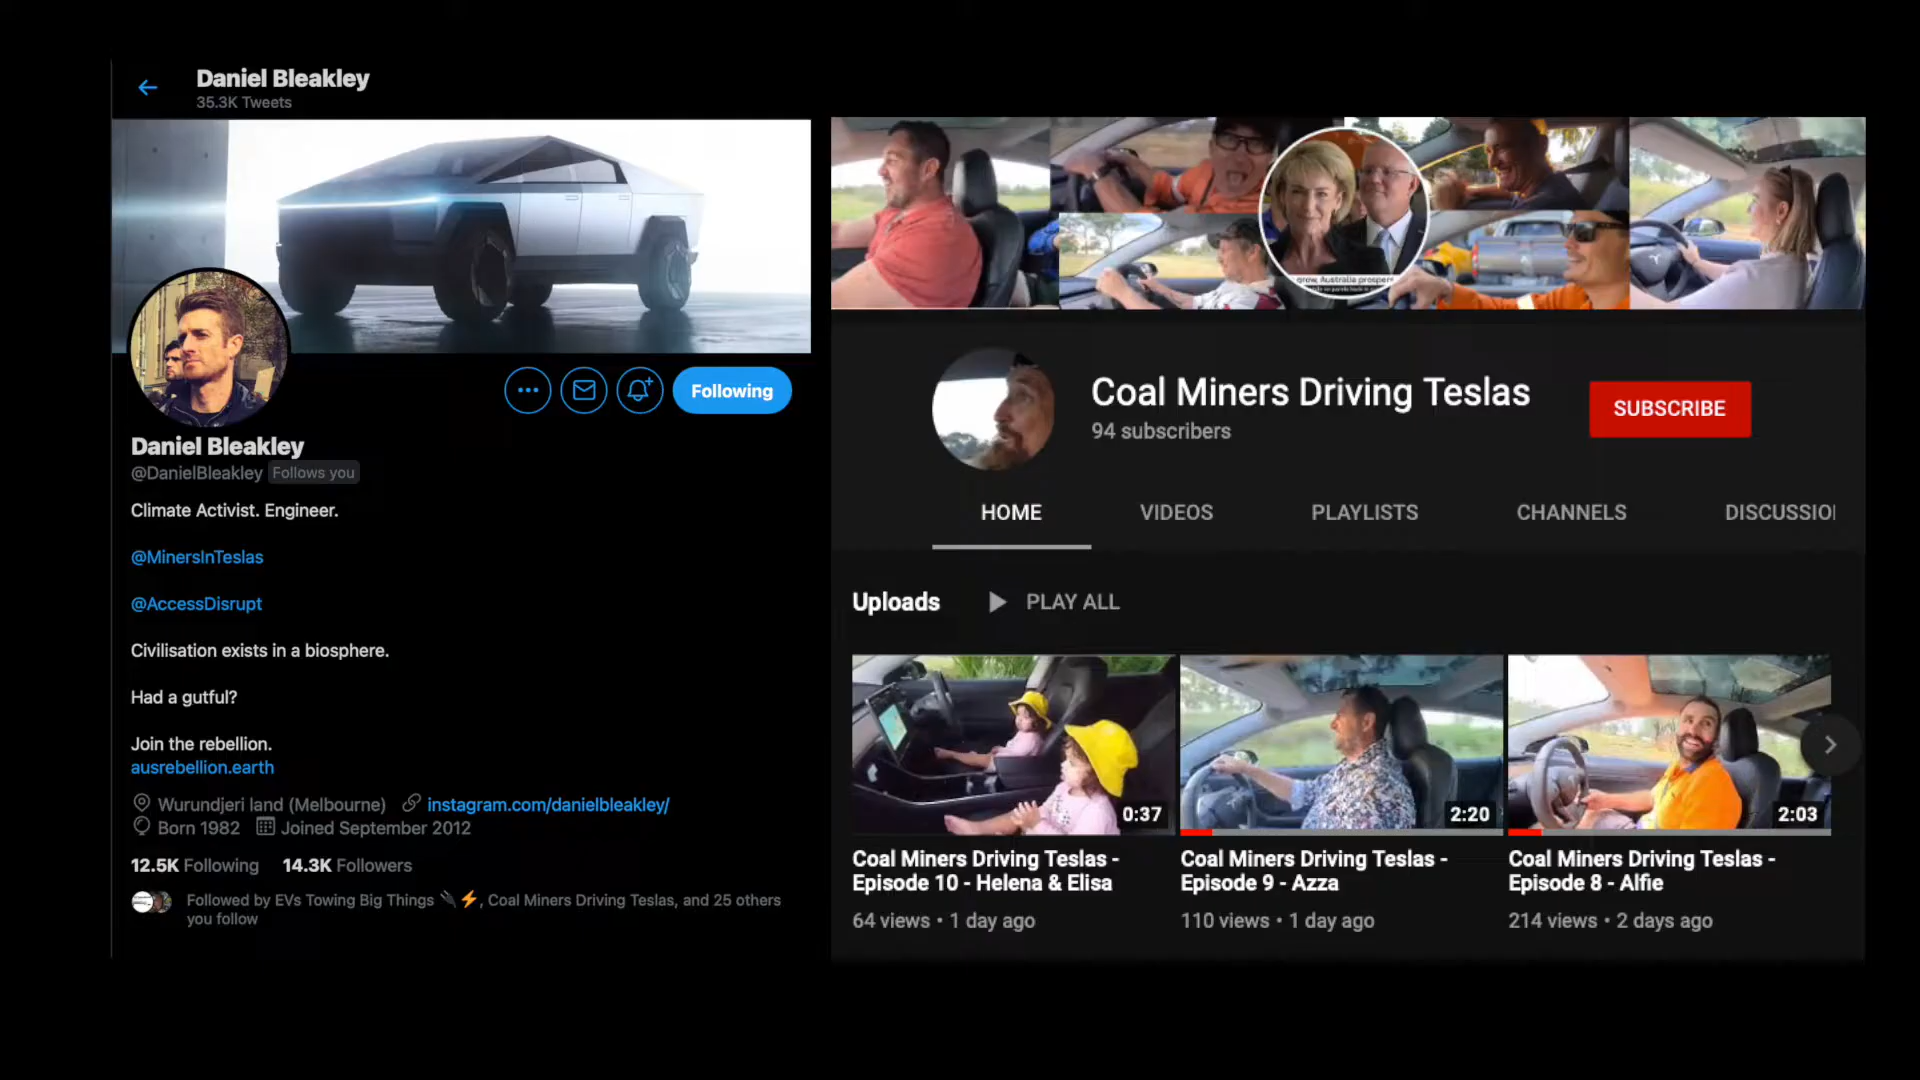 Daniel Bleakley
35.3K Tweets
Following
Daniel Bleakley
@DanielBleakley Follows you
Climate Activist. Engineer.
@MinersInTeslas
@AccessDisrupt
Civilisation exists in a biosphere.
Had a gutful?
Join the rebellion.
ausrebellion.earth
Wurundjeri land (Melbourne) instagram.com/danielbleakley/
Born 1982 Joined September 2012
12.5K Following 14.3K Followers
Followed by EVs Towing Big Things 🔌⚡, Coal Miners Driving Teslas, and 25 others
you follow
grow Australia prosper
Coal Miners Driving Teslas
94 subscribers
SUBSCRIBE
HOME VIDEOS PLAYLISTS CHANNELS DISCUSSIO
Uploads PLAY ALL
0:37
2:20
2:03
Coal Miners Driving Teslas -
Episode 10 - Helena & Elisa
64 views • 1 day ago
Coal Miners Driving Teslas -
Episode 9 - Azza
110 views • 1 day ago
Coal Miners Driving Teslas -
Episode 8 - Alfie
214 views • 2 days ago